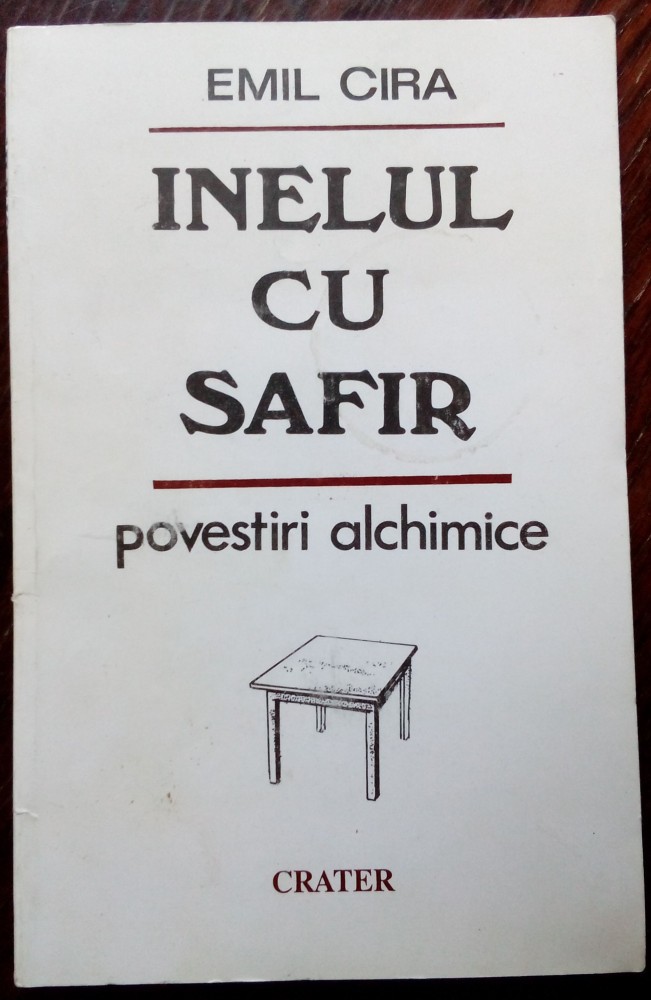 EMIL CIRA
INELUL
CU
SAFIR
povestiri alchimice
CRATER